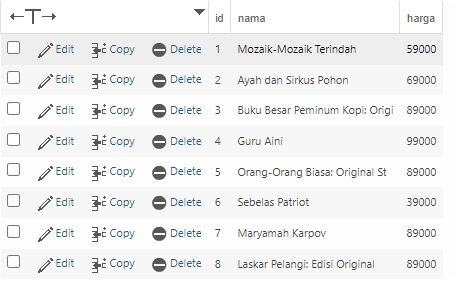 id nama harga
Edit Copy Delete 1 Mozaik-Mozaik Terindah 59000
Edit Copy Delete 2 Ayah dan Sirkus Pohon 69000
Edit Copy Delete 3 Buku Besar Peminum Kopi: Origi 89000
Edit Copy Delete 4 Guru Aini 99000
Edit Copy Delete 5 Orang-Orang Biasa: Original St 89000
Edit Copy Delete 6 Sebelas Patriot 39000
Edit Copy Delete 7 Maryamah Karpov 89000
Edit Copy Delete 8 Laskar Pelangi: Edisi Original 89000